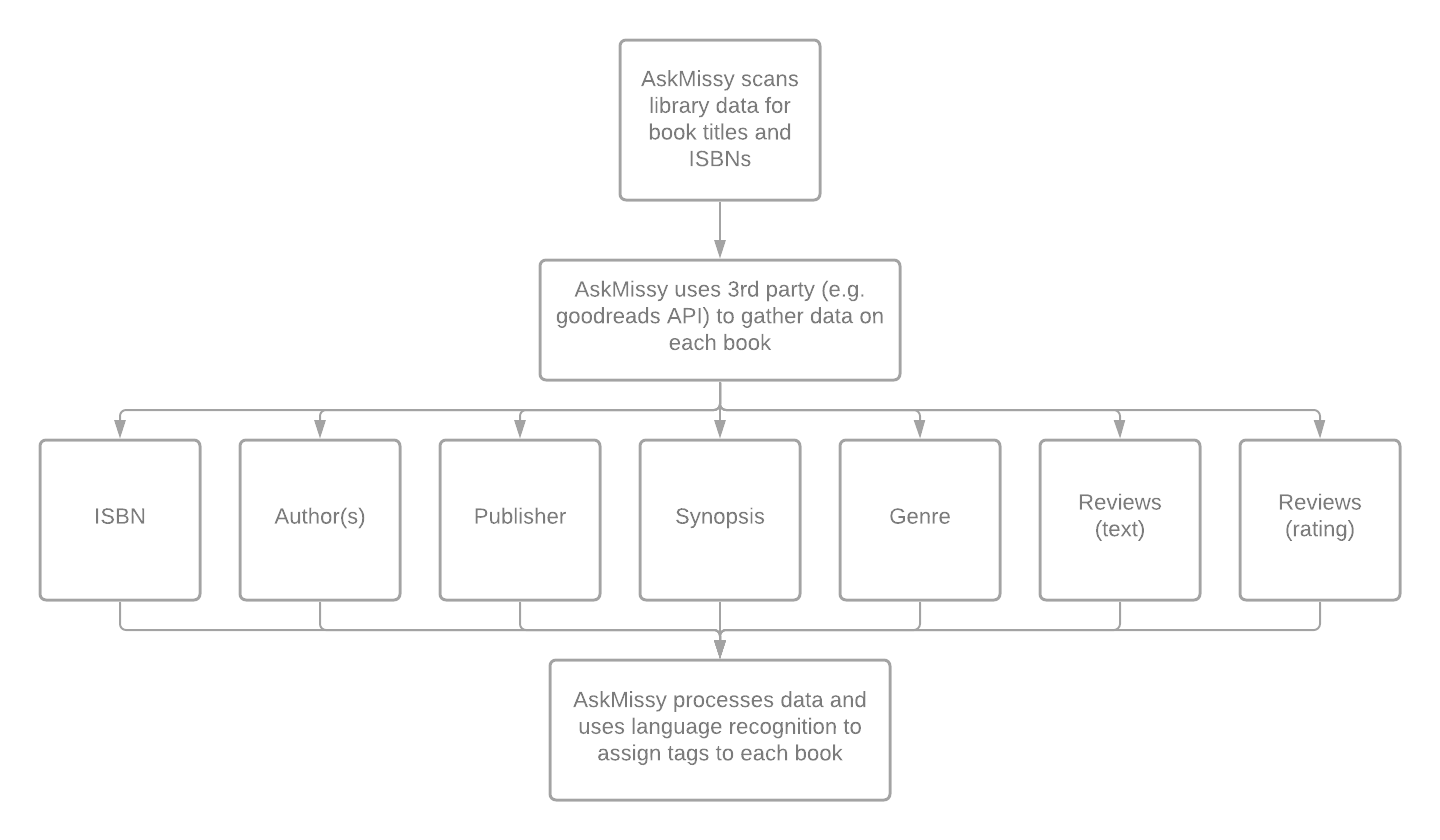 AskMissy scans
library data for
book titles and
ISBNs
AskMissy uses 3rd party (e.g.
goodreads API) to gather data on
each book
ISBN
Author(s)
Publisher
Synopsis
Genre
Reviews
(text)
Reviews
(rating)
AskMissy processes data and
uses language recognition to
assign tags to each book